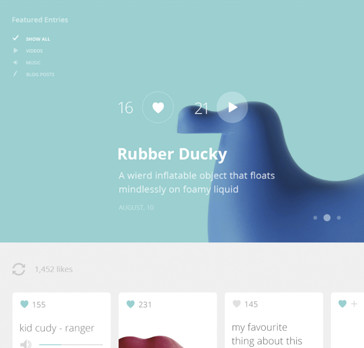 Featured Entries
SHOW ALL
VIDEOS
MUSIC
BLOG POSTS
16
21
Rubber Ducky
A wierd inflatable object that floats
mindlessly on foamy liquid
AUGUST 10
1,452 likes
155
231
145
kid cudy - ranger
my favourite
thing about this